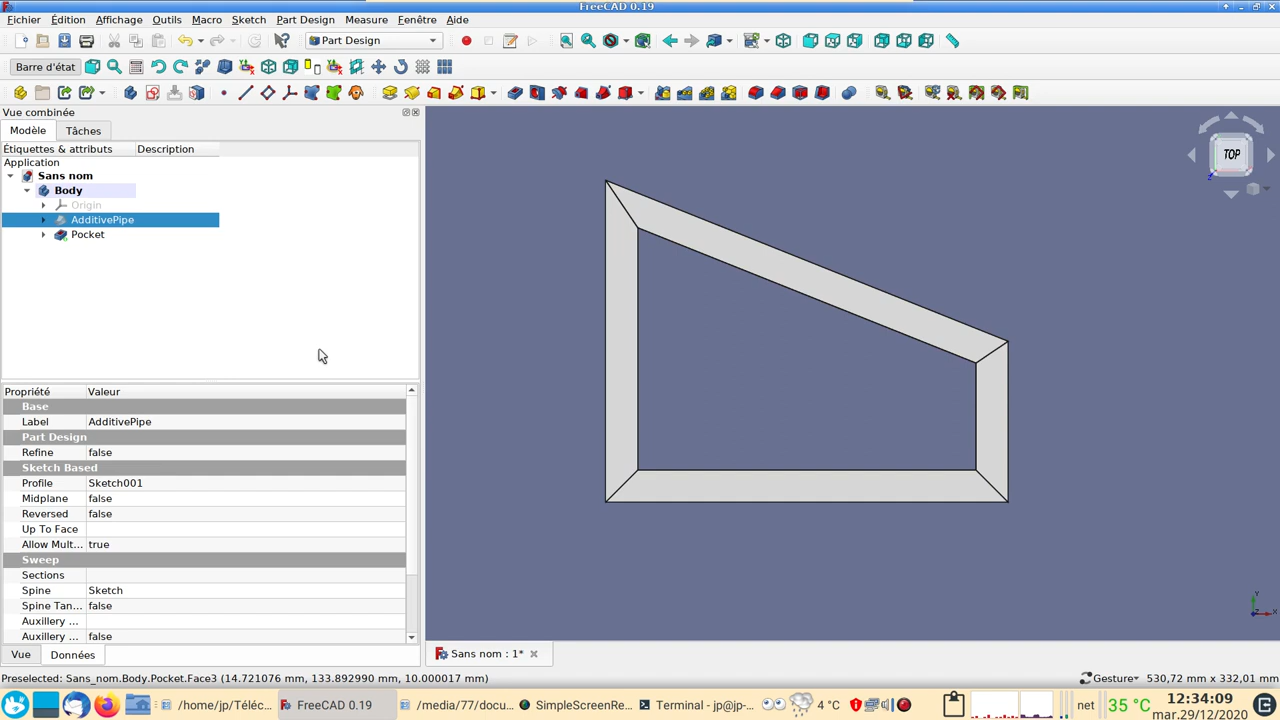 FreeCAD 0.19
Fichier Édition Affichage Outils Macro Sketch Part Design Measure Fenêtre Aide
Part Design
Barre d'état
Vue combinée
Modèle Tâches
Étiquettes & attributs Description
Application
Sans nom
Body
Origin
AdditivePipe
Pocket
TOP
Propriété Valeur
Base
Label AdditivePipe
Part Design
Refine false
Sketch Based
Profile Sketch001
Midplane false
Reversed false
Up To Face
Allow Mult... true
Sweep
Sections
Spine Sketch
Spine Tan... false
Auxillery ...
Auxillery ... false
Vue Données
Sans nom : 1*
Preselected: Sans_nom.Body.Pocket.Face3 (14.721076 mm, 133.892990 mm, 10.000017 mm)
Gesture 530,72 mm x 332,01 mm
/home/jp/Téléc... FreeCAD 0.19 /media/77/docu... SimpleScreenRe... Terminal - jp@jp-... 4 °C net 35 °C 12:34:09
mar.29/12/2020